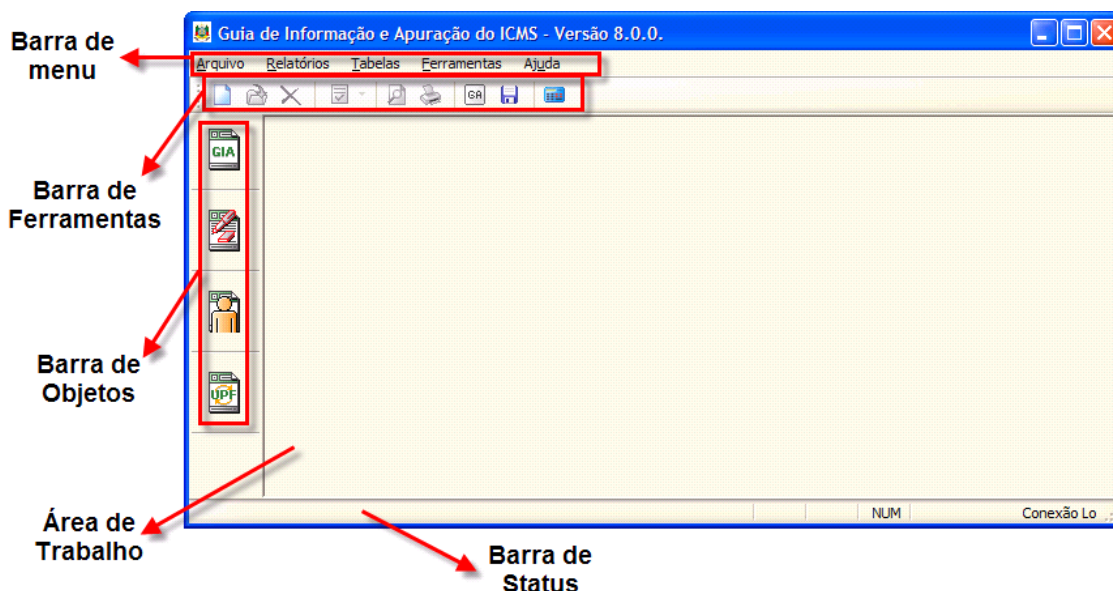 Guia de Informação e Apuração do ICMS - Versão 8.0.0.
Barra de
menu
Arquivo Relatórios Tabelas Ferramentas Ajuda
GA
GIA
Barra de
Ferramentas
Barra de
Objetos
UPF
Área de
Trabalho
NUM Conexão Lo
Barra de
Status